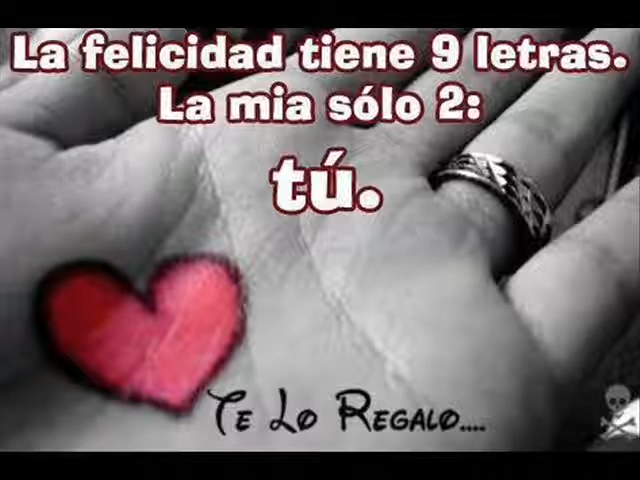 La felicidad tiene 9 letras.
La mia sólo 2:
tú.
Te Lo Regalo....